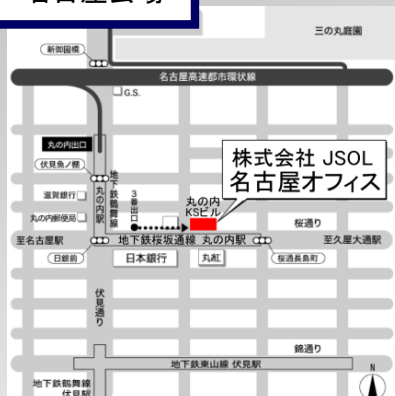 三の丸庭園
新御園橋
名古屋高速都市環状線
G.S.
丸の内出口
伏見魚ノ棚
株式会社 JSOL
名古屋オフィス
地下鉄鶴舞線
丸の内駅
滋賀銀行
3番出口
丸の内
KSビル
丸の内郵便局
桜通り
至名古屋駅
地下鉄桜坂通線 丸の内駅
至久屋大通駅
日銀前
日本銀行
丸紅
桜通長島町
伏見通り
錦通り
地下鉄東山線 伏見駅
N
地下鉄鶴舞線
伏見駅